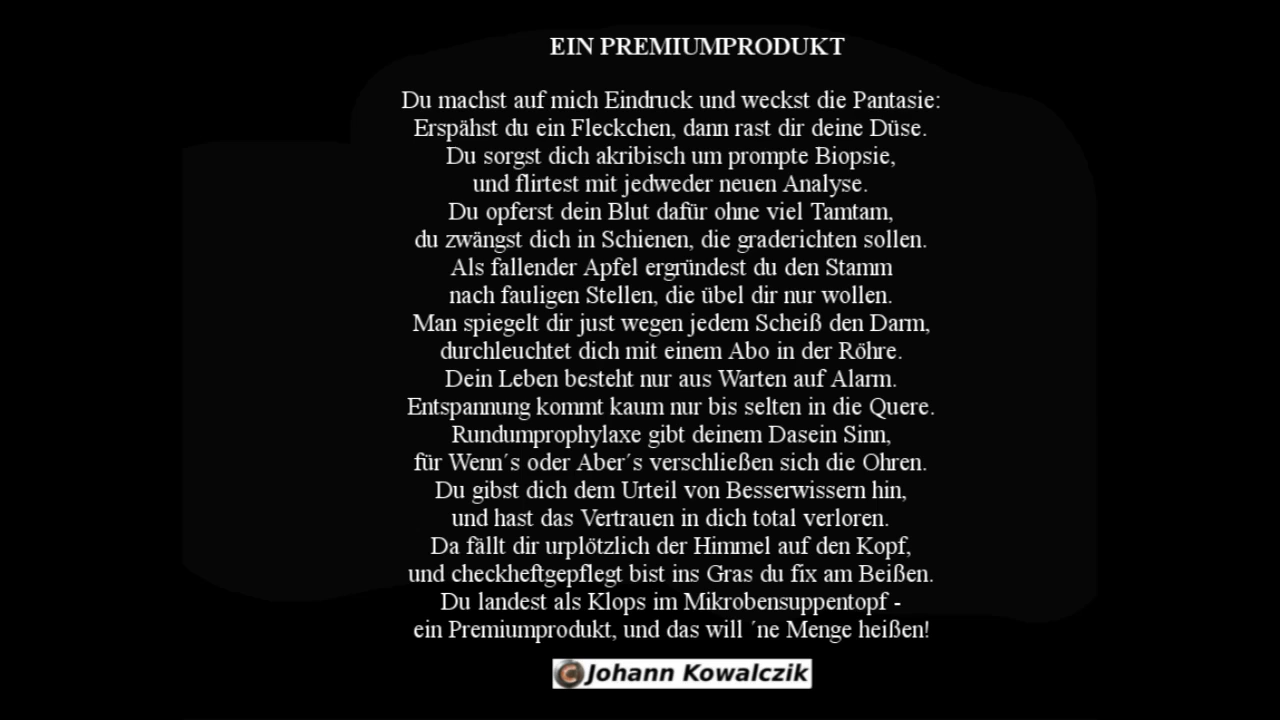 EIN PREMIUMPRODUKT
Du machst auf mich Eindruck und weckst die Pantasie:
Erspähst du ein Fleckchen, dann rast dir deine Düse.
Du sorgst dich akribisch um prompte Biopsie,
und flirtest mit jedweder neuen Analyse.
Du opferst dein Blut dafür ohne viel Tamtam,
du zwängst dich in Schienen, die graderichten sollen.
Als fallender Apfel ergründest du den Stamm
nach fauligen Stellen, die übel dir nur wollen.
Man spiegelt dir just wegen jedem Scheiß den Darm,
durchleuchtet dich mit einem Abo in der Röhre.
Dein Leben besteht nur aus Warten auf Alarm.
Entspannung kommt kaum nur bis selten in die Quere.
Rundumprophylaxe gibt deinem Dasein Sinn,
für Wenn´s oder Aber´s verschließen sich die Ohren.
Du gibst dich dem Urteil von Besserwissern hin,
und hast das Vertrauen in dich total verloren.
Da fällt dir urplötzlich der Himmel auf den Kopf,
und checkheftgepflegt bist ins Gras du fix am Beißen.
Du landest als Klops im Mikrobensuppentopf -
ein Premiumprodukt, und das will ´ne Menge heißen!
©Johann Kowalczik